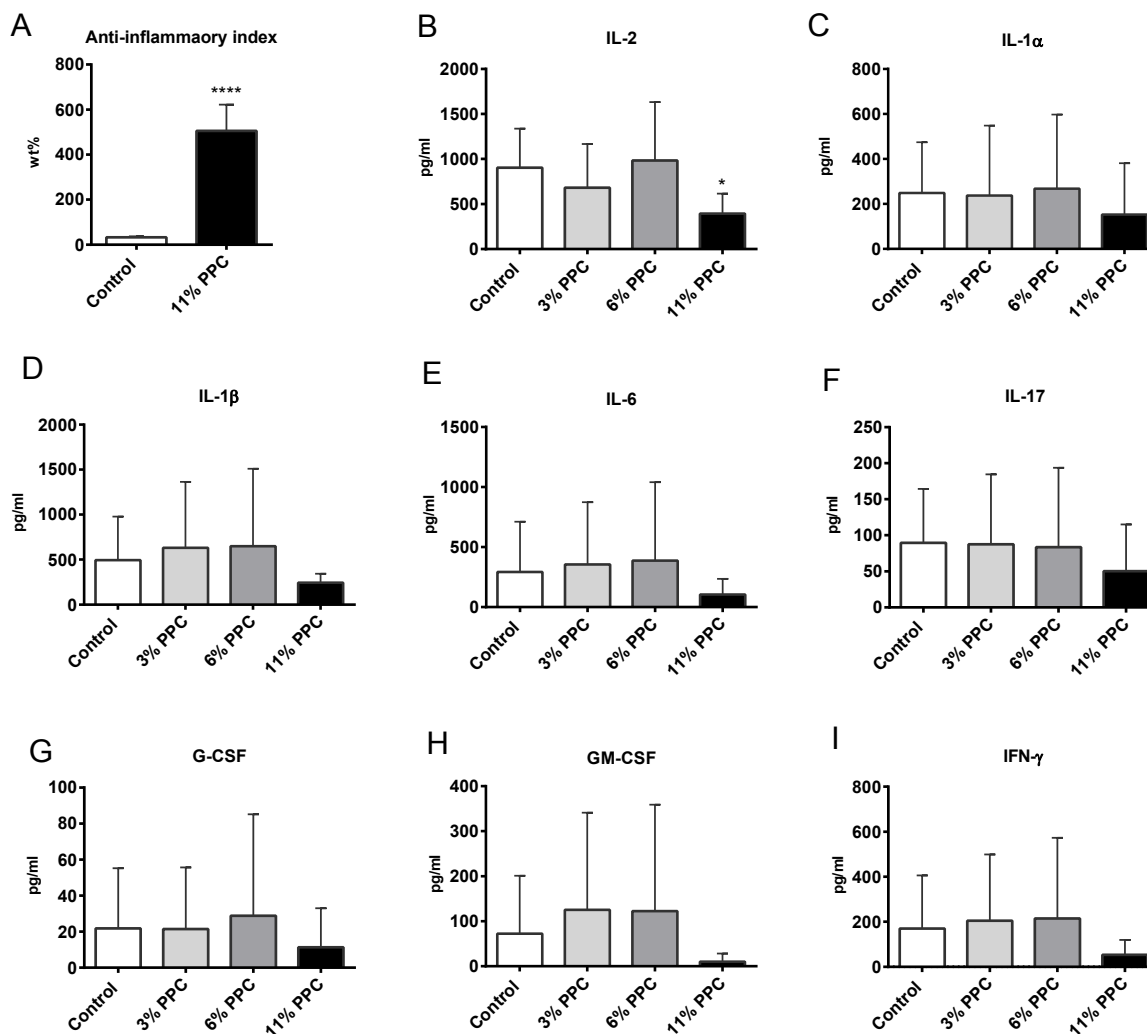 A
Anti-inflammaory index
800
600
400
200
0
wt%
****
Control
11% PPC
B
IL-2
2000
1500
1000
500
0
pg/ml
*
Control
3% PPC
6% PPC
11% PPC
C
IL-1α
800
600
400
200
0
pg/ml
Control
3% PPC
6% PPC
11% PPC
D
IL-1β
2000
1500
1000
500
0
pg/ml
Control
3% PPC
6% PPC
11% PPC
E
IL-6
1500
1000
500
0
pg/ml
Control
3% PPC
6% PPC
11% PPC
F
IL-17
250
200
150
100
50
0
pg/ml
Control
3% PPC
6% PPC
11% PPC
G
G-CSF
100
80
60
40
20
0
pg/ml
Control
3% PPC
6% PPC
11% PPC
H
GM-CSF
400
300
200
100
0
pg/ml
Control
3% PPC
6% PPC
11% PPC
I
IFN-γ
800
600
400
200
0
pg/ml
Control
3% PPC
6% PPC
11% PPC